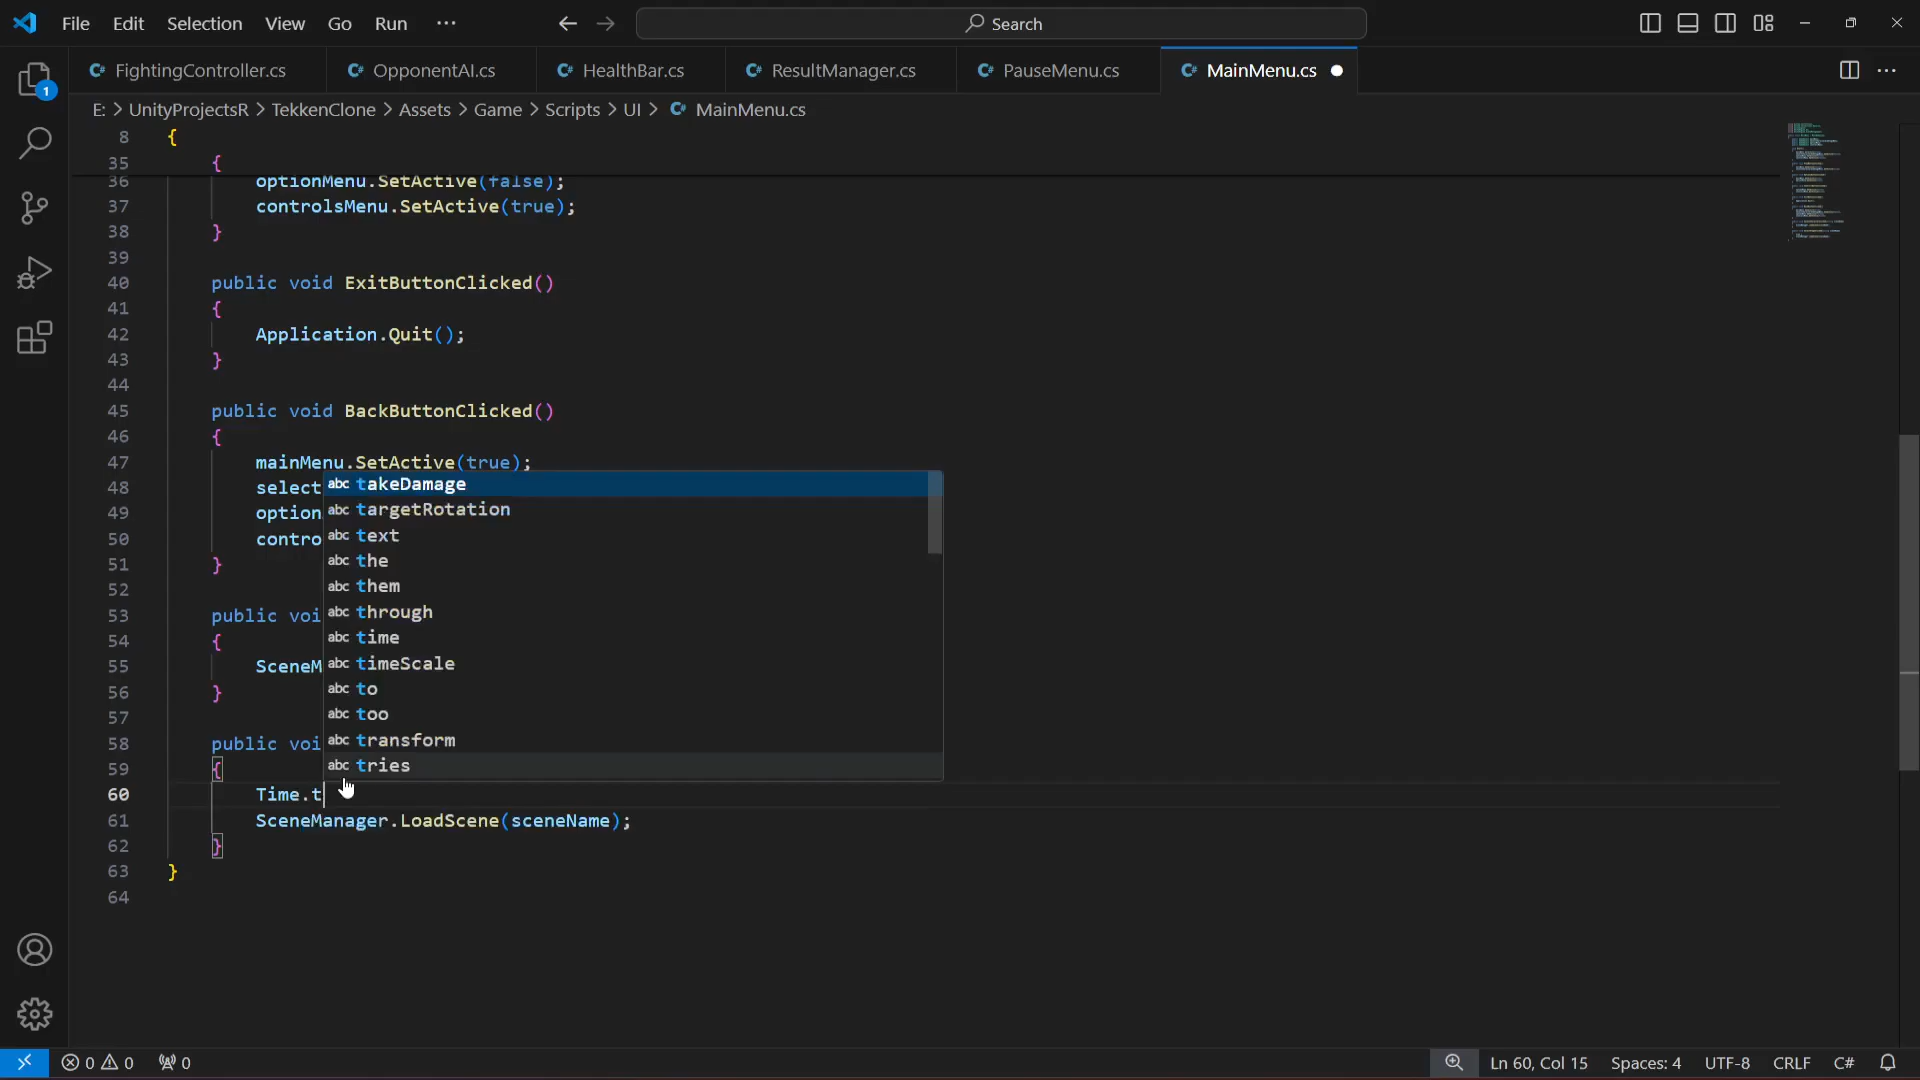 File Edit Selection View Go Run ··· Search
FightingController.cs OpponentAI.cs HealthBar.cs ResultManager.cs PauseMenu.cs MainMenu.cs
E: > UnityProjectsR > TekkenClone > Assets > Game > Scripts > UI > MainMenu.cs
8 {
35 {
36 optionMenu.SetActive(false);
37 controlsMenu.SetActive(true);
38 }
39
40 public void ExitButtonClicked()
41 {
42 Application.Quit();
43 }
44
45 public void BackButtonClicked()
46 {
47 mainMenu.SetActive(true);
48 select abc takeDamage
abc targetRotation
49 option
abc text
50 contro
abc the
51 }
abc them
52
abc through
53 public voi
abc time
54 {
abc timeScale
55 SceneM
abc to
56 }
abc too
57
abc transform
58 public voi
abc tries
59 {
60 Time.t
61 SceneManager.LoadScene(sceneName);
62 }
63 }
64
1
0 0 0 Ln 60, Col 15 Spaces: 4 UTF-8 CRLF C#